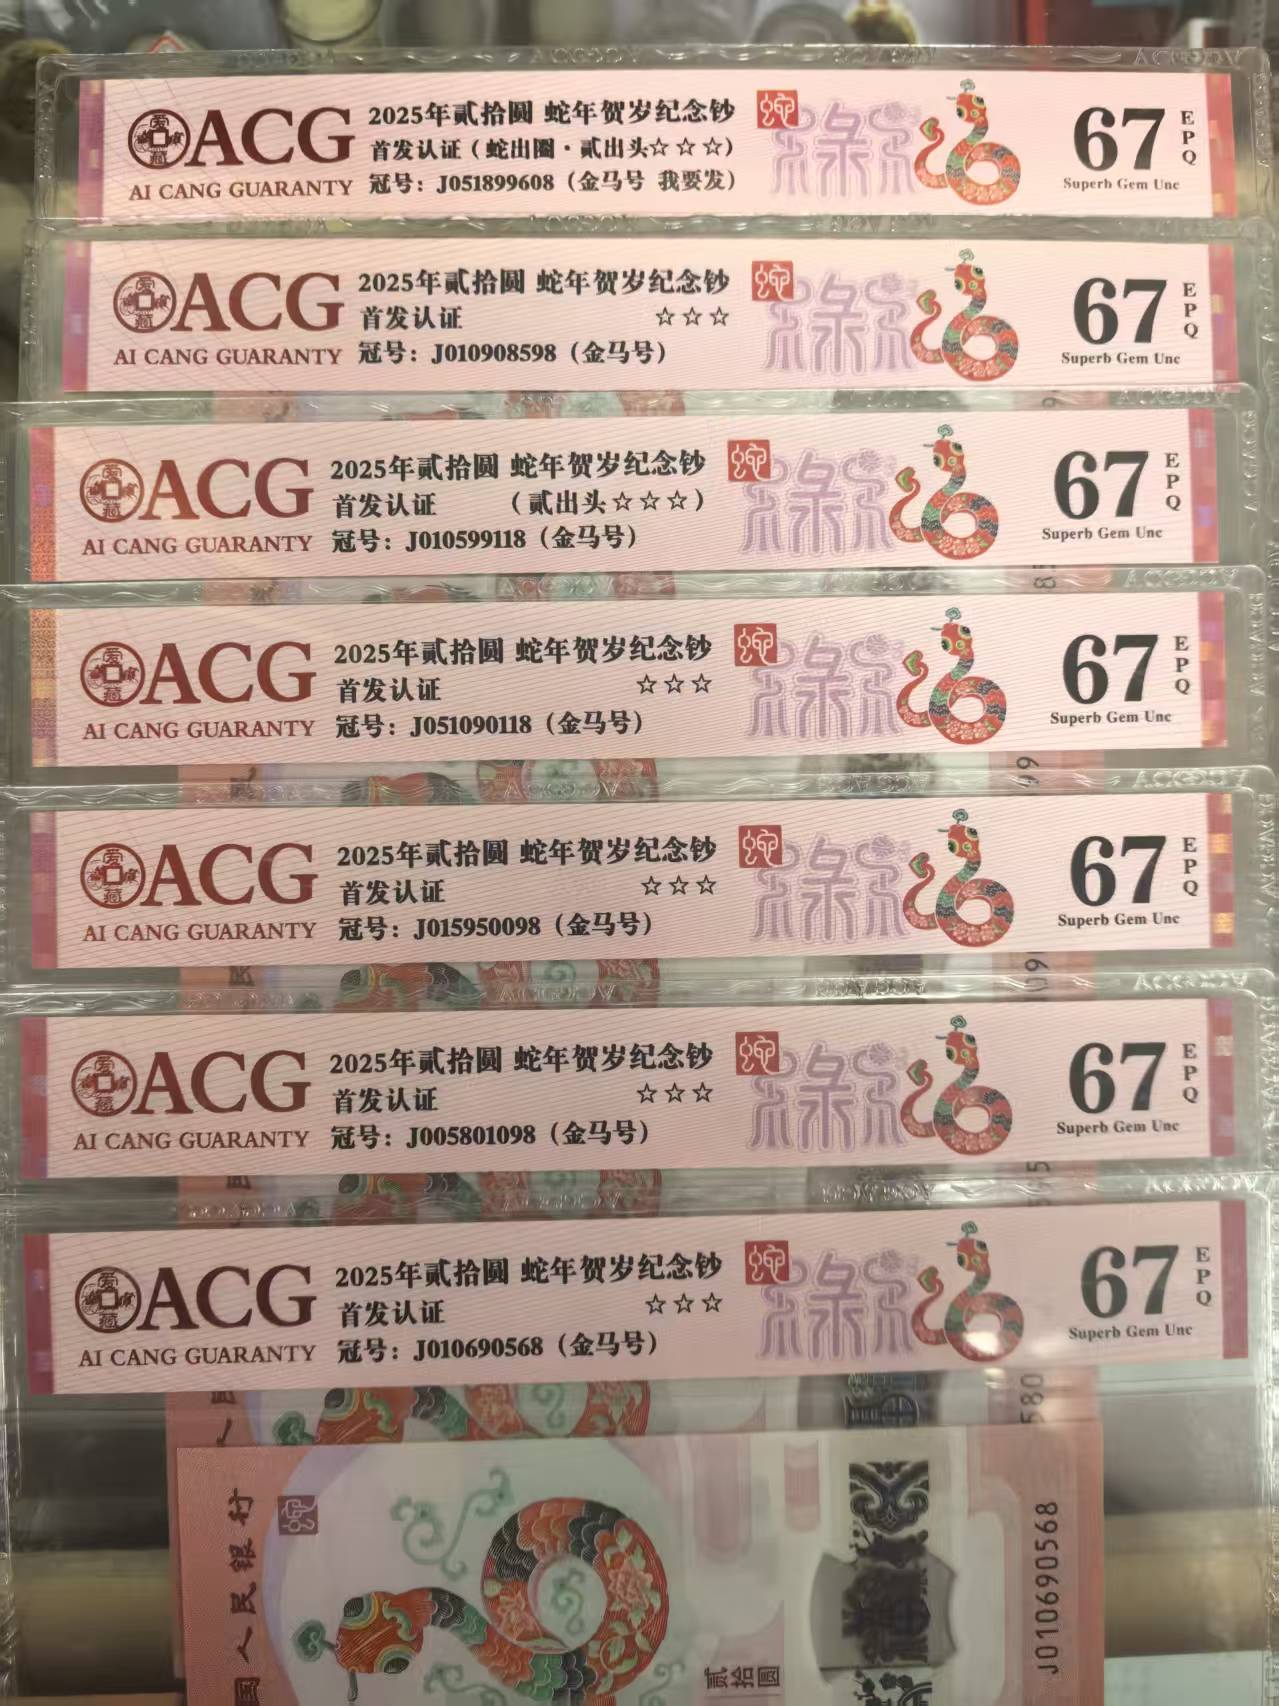 ACG
AI CANG GUARANTY
2025年贰拾圆 蛇年贺岁纪念钞
首发认证（蛇出圈·贰出头☆☆☆）
冠号：J051899608（金马号 我要发）
蛇
67
EPQ
Superb Gem Unc
ACG
AI CANG GUARANTY
2025年贰拾圆 蛇年贺岁纪念钞
首发认证 ☆☆☆
冠号：J010908598（金马号）
蛇
67
EPQ
Superb Gem Unc
ACG
AI CANG GUARANTY
2025年贰拾圆 蛇年贺岁纪念钞
首发认证 （贰出头☆☆☆）
冠号：J010599118（金马号）
蛇
67
EPQ
Superb Gem Unc
ACG
AI CANG GUARANTY
2025年贰拾圆 蛇年贺岁纪念钞
首发认证 ☆☆☆
冠号：J051090118（金马号）
蛇
67
EPQ
Superb Gem Unc
ACG
AI CANG GUARANTY
2025年贰拾圆 蛇年贺岁纪念钞
首发认证 ☆☆☆
冠号：J015950098（金马号）
蛇
67
EPQ
Superb Gem Unc
ACG
AI CANG GUARANTY
2025年贰拾圆 蛇年贺岁纪念钞
首发认证 ☆☆☆
冠号：J005801098（金马号）
蛇
67
EPQ
Superb Gem Unc
ACG
AI CANG GUARANTY
2025年贰拾圆 蛇年贺岁纪念钞
首发认证 ☆☆☆
冠号：J010690568（金马号）
蛇
67
EPQ
Superb Gem Unc
国人民银行
贰拾圆
J010690568